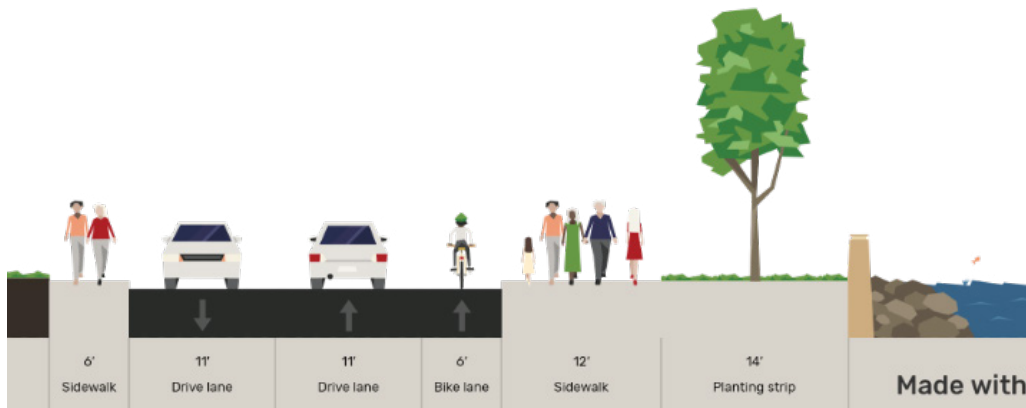 6' 11' 11' 6' 12' 14'
Sidewalk Drive lane Drive lane Bike lane Sidewalk Planting strip
Made with